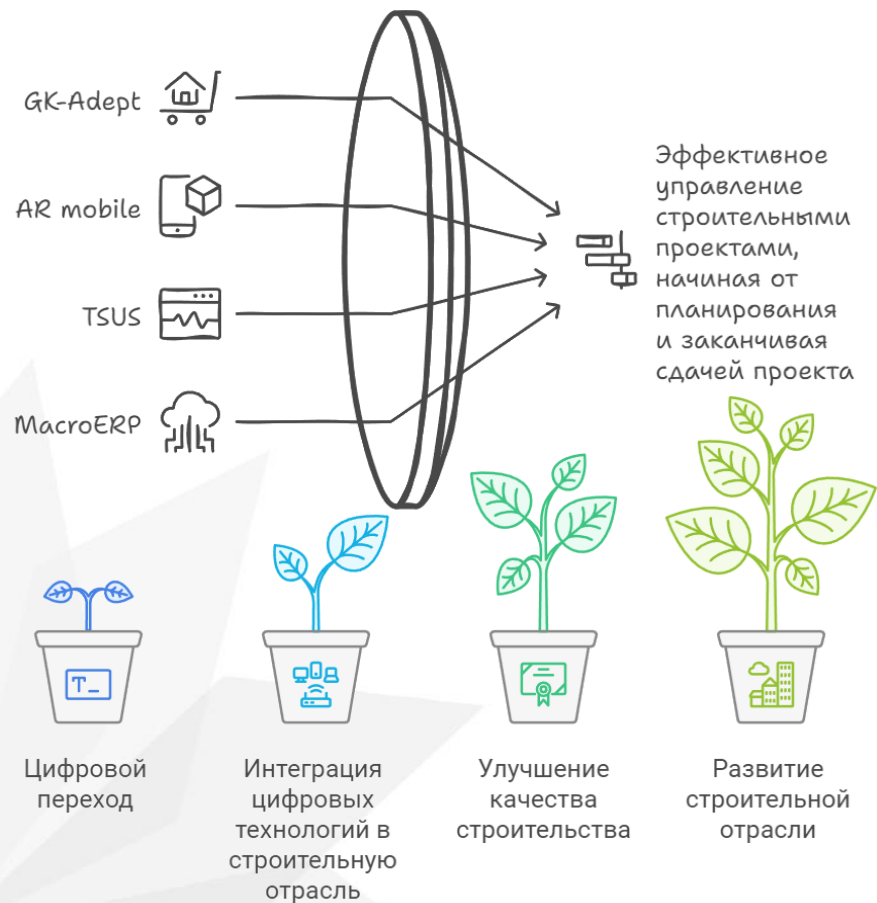 GK-Adept
AR mobile
TSUS
MacroERP
Эффективное
управление
строительными
проектами,
начиная от
планирования
и заканчивая
сдачей проекта
T_
Цифровой
переход
Интеграция
цифровых
технологий в
строительную
отрасль
Улучшение
качества
строительства
Развитие
строительной
отрасли